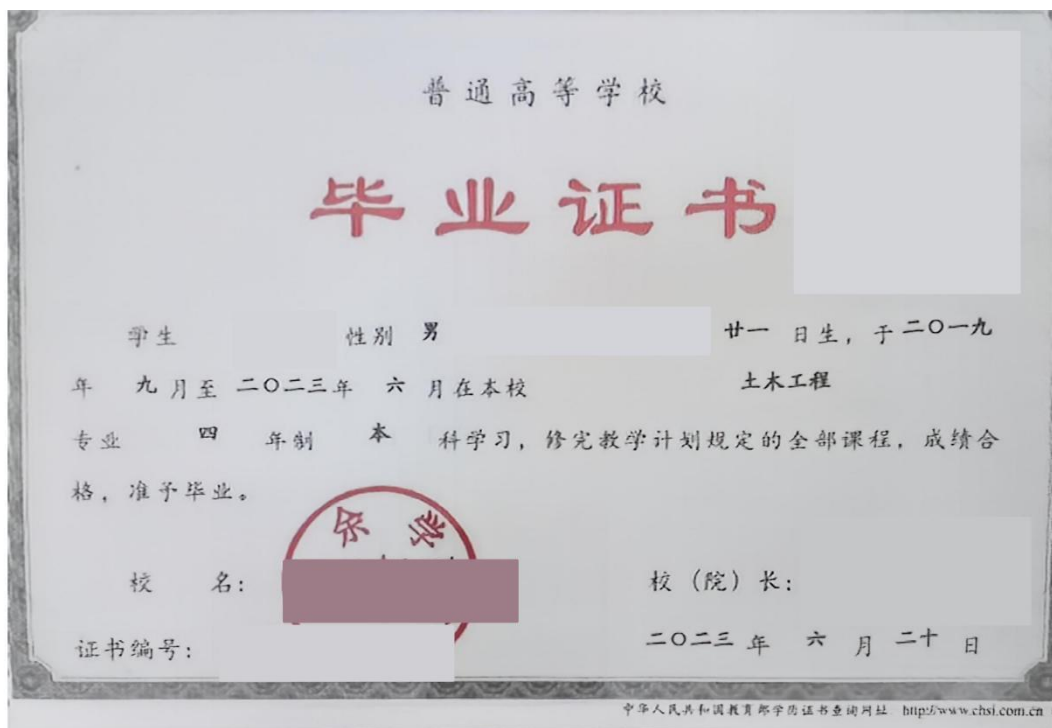 普通高等学校
毕业证书
学生 性别 男 廿一 日生，于 二〇一九
年 九 月至 二〇二三 年 六 月在本校 土木工程
专业 四 年制 本 科学习，修完教学计划规定的全部课程，成绩合
格，准予毕业。
学
校 名：
校（院）长：
证书编号：
二〇二三 年 六 月 二十 日
中华人民共和国教育部学历证书查询网址 http://www.chsi.com.cn